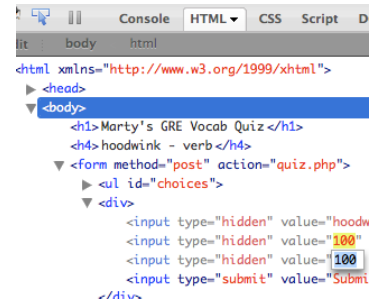 Console HTML CSS Script D
dit body html
<html xmlns="http://www.w3.org/1999/xhtml">
<head>
<body>
<h1>Marty's GRE Vocab Quiz</h1>
<h4>hoodwink - verb</h4>
<form method="post" action="quiz.php">
<ul id="choices">
<div>
<input type="hidden" value="hoodw
<input type="hidden" value="100"
<input type="hidden" value="100
<input type="submit" value="Submi
</div>